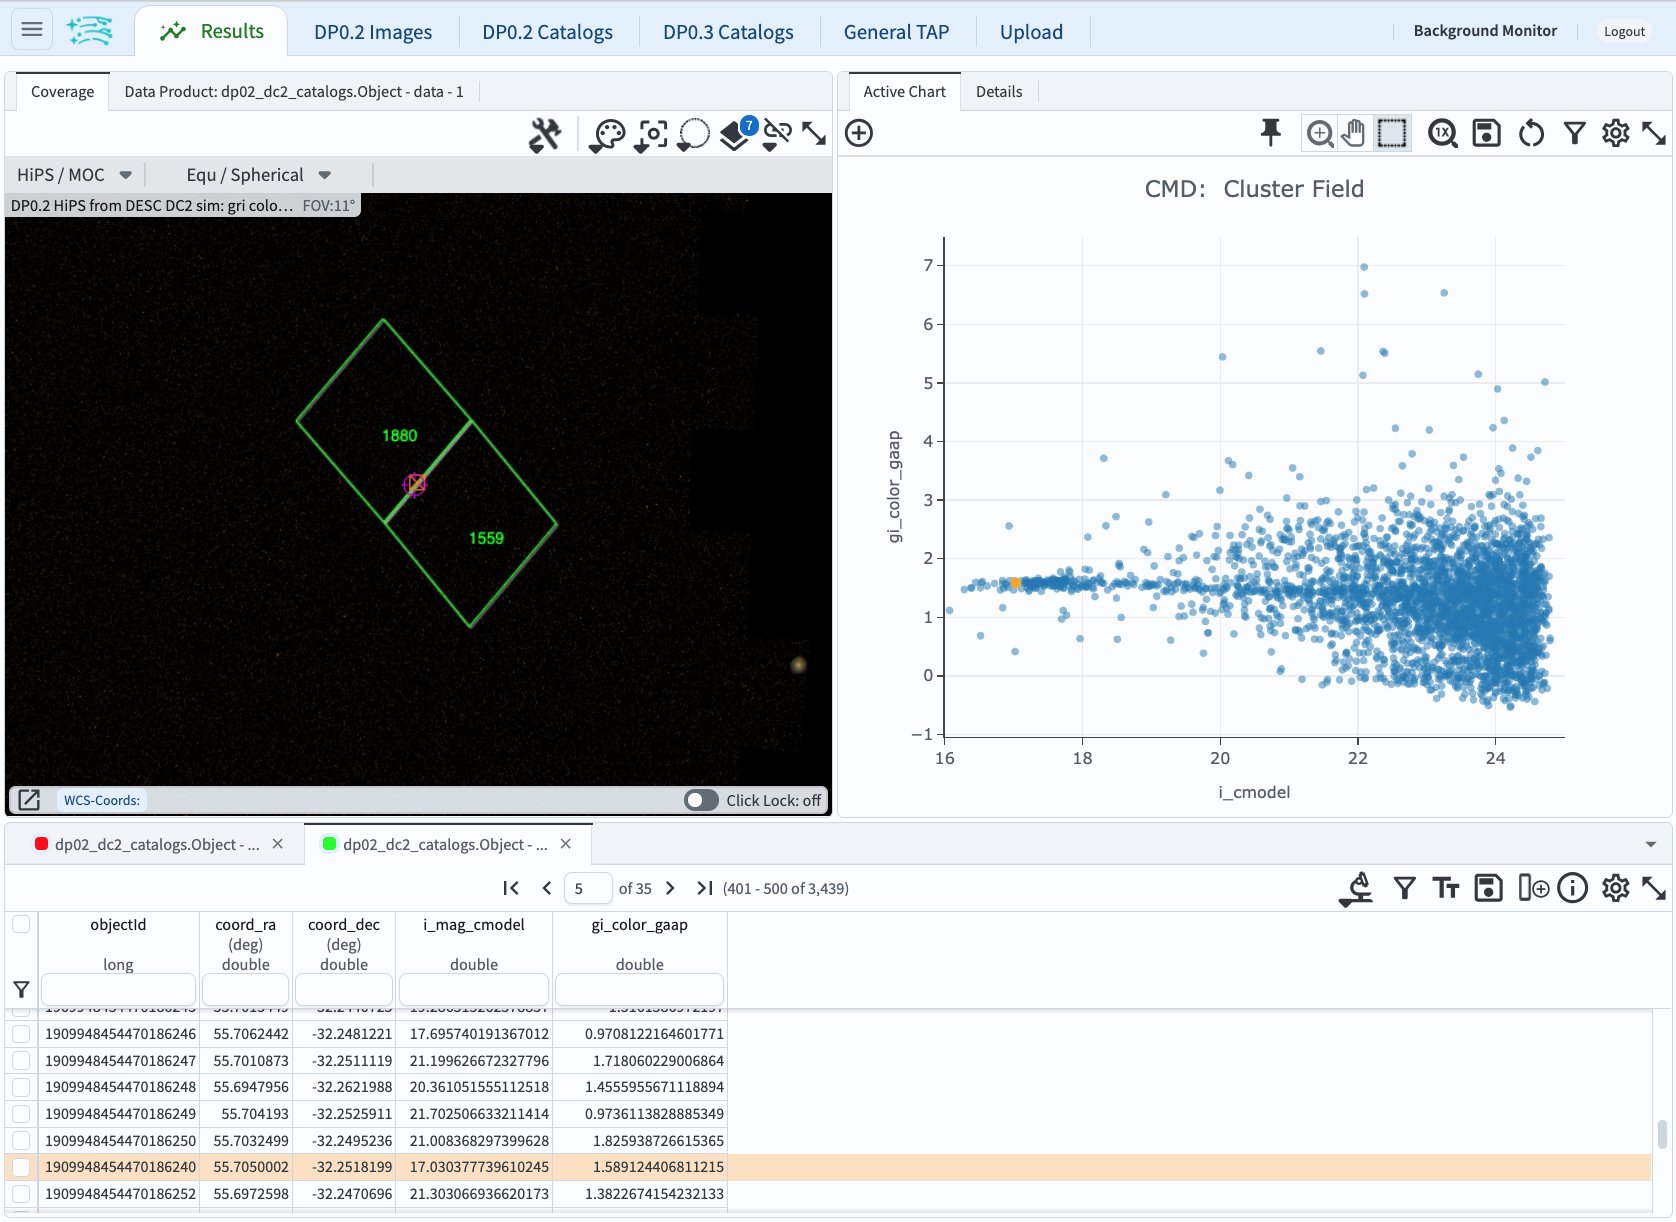 Results
DP0.2 Images
DP0.2 Catalogs
DP0.3 Catalogs
General TAP
Upload
Background Monitor
Logout
Coverage
Data Product: dp02_dc2_catalogs.Object - data - 1
7
HiPS / MOC
Equ / Spherical
DP0.2 HiPS from DESC DC2 sim: gri colo... FOV:11°
1880
1559
WCS-Coords:
Click Lock: off
Active Chart
Details
1X
CMD: Cluster Field
7
6
5
4
3
2
1
0
−1
gi_color_gaap
16 18 20 22 24
i_cmodel
dp02_dc2_catalogs.Object - ...
dp02_dc2_catalogs.Object - ...
5 of 35 (401 - 500 of 3,439)
objectId coord_ra coord_dec i_mag_cmodel gi_color_gaap
(deg) (deg)
long double double double double
1909948454470186246 55.7062442 -32.2481221 17.695740191367012 0.9708122164601771
1909948454470186247 55.7010873 -32.2511119 21.199626672327796 1.718060229006864
1909948454470186248 55.6947956 -32.2621988 20.361051555112518 1.4555955671118894
1909948454470186249 55.704193 -32.2525911 21.702506633211414 0.9736113828885349
1909948454470186250 55.7032499 -32.2495236 21.008368297399628 1.825938726615365
1909948454470186240 55.7050002 -32.2518199 17.030377739610245 1.589124406811215
1909948454470186252 55.6972598 -32.2470696 21.303066936620173 1.3822674154232133